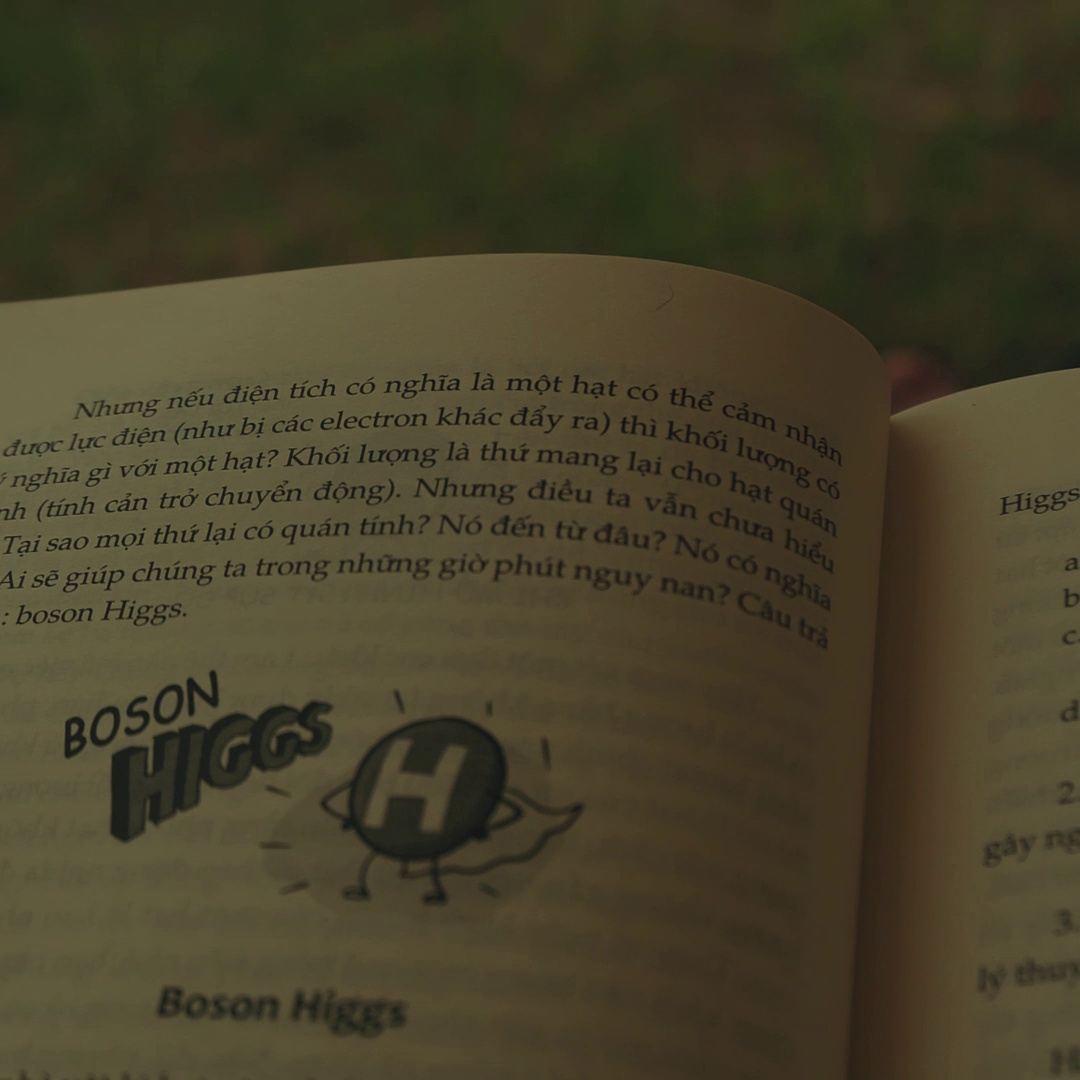 Nhưng nếu điện tích có nghĩa là một hạt có thể cảm nhận
được lực điện (như bị các electron khác đẩy ra) thì khối lượng có
nghĩa gì với một hạt? Khối lượng là thứ mang lại cho hạt quán
nh (tính cản trở chuyển động). Nhưng điều ta vẫn chưa hiểu
Tại sao mọi thứ lại có quán tính? Nó đến từ đâu? Nó có nghĩa
Ai sẽ giúp chúng ta trong những giờ phút nguy nan? Câu trả
: boson Higgs.
BOSON
HIGGS
H
Boson Higgs
Higgs
a
b
c
d
2.
gây ng
3.
lý thuy
H